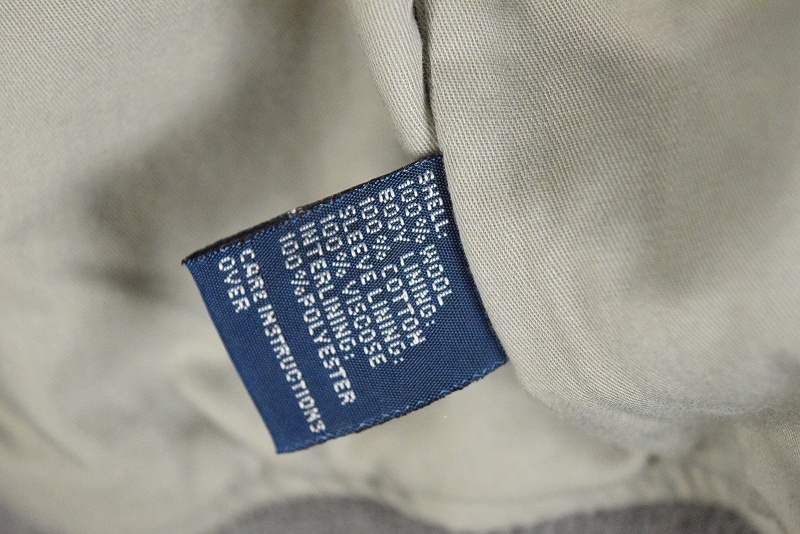 SHELL:
100% WOOL
BODY LINING:
100% COTTON
SLEEVE LINING:
100% VISCOSE
INTERLINING:
100% POLYESTER
CARE INSTRUCTIONS
OVER